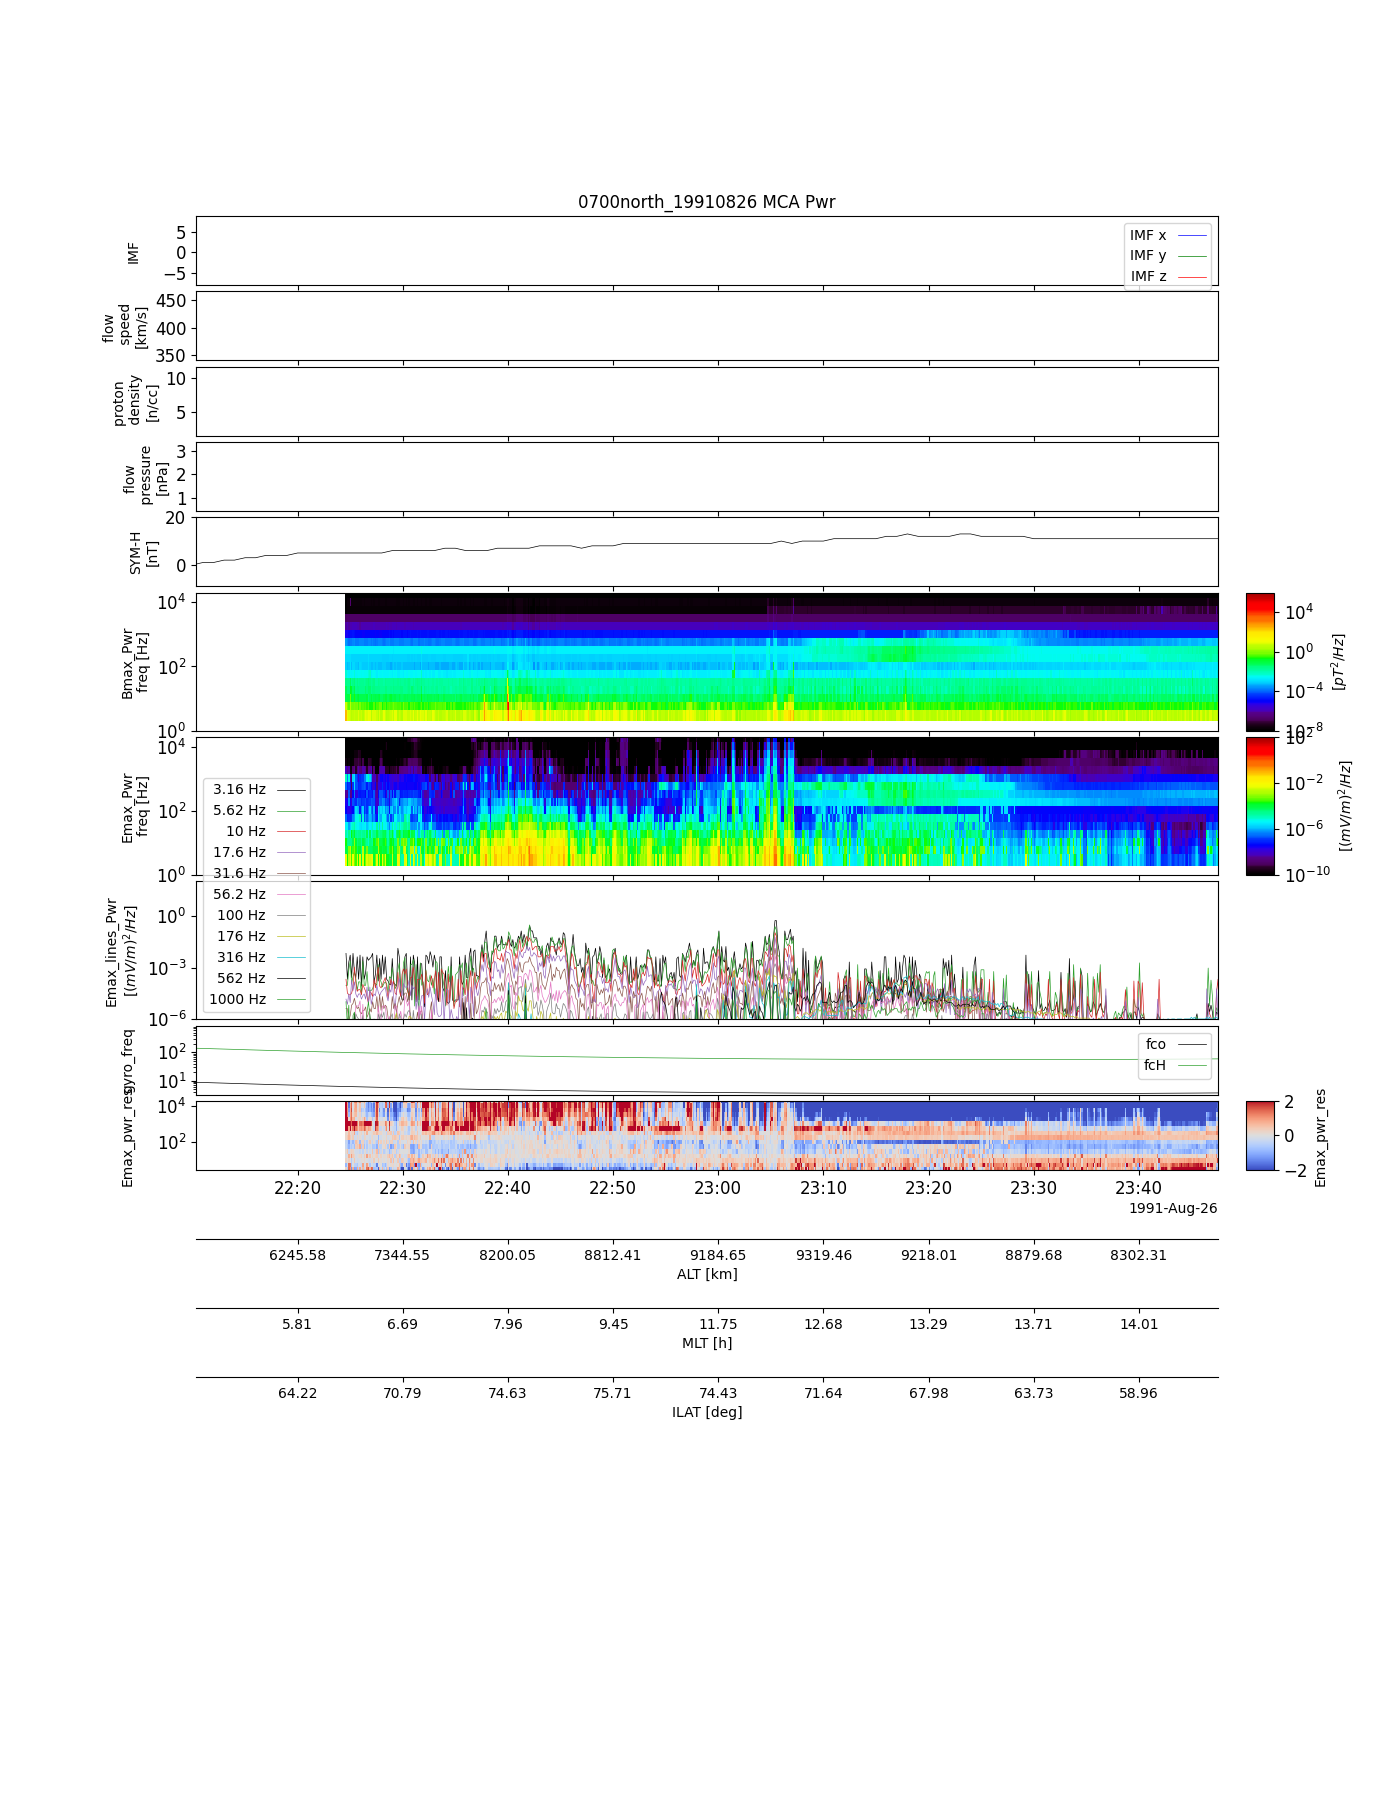 0700north_19910826 MCA Pwr
IMF
5
0
−5
IMF x
IMF y
IMF z
flow
speed
[km/s]
450
400
350
proton
density
[n/cc]
10
5
flow
pressure
[nPa]
3
2
1
SYM-H
[nT]
20
0
Bmax_Pwr
freq [Hz]
10^4
10^2
10^0
10^4
10^0
10^−4
10^−8
[pT^2/Hz]
Emax_Pwr
freq [Hz]
10^4
10^2
10^0
10^2
10^−2
10^−6
10^−10
[(mV/m)^2/Hz]
3.16 Hz
5.62 Hz
10 Hz
17.6 Hz
31.6 Hz
56.2 Hz
100 Hz
176 Hz
316 Hz
562 Hz
1000 Hz
Emax_lines_Pwr
[(mV/m)^2/Hz]
10^0
10^−3
10^−6
gyro_freq
10^2
10^1
fco
fcH
Emax_pwr_res
10^4
10^2
2
0
−2
Emax_pwr_res
22:20 22:30 22:40 22:50 23:00 23:10 23:20 23:30 23:40
1991-Aug-26
6245.58 7344.55 8200.05 8812.41 9184.65 9319.46 9218.01 8879.68 8302.31
ALT [km]
5.81 6.69 7.96 9.45 11.75 12.68 13.29 13.71 14.01
MLT [h]
64.22 70.79 74.63 75.71 74.43 71.64 67.98 63.73 58.96
ILAT [deg]